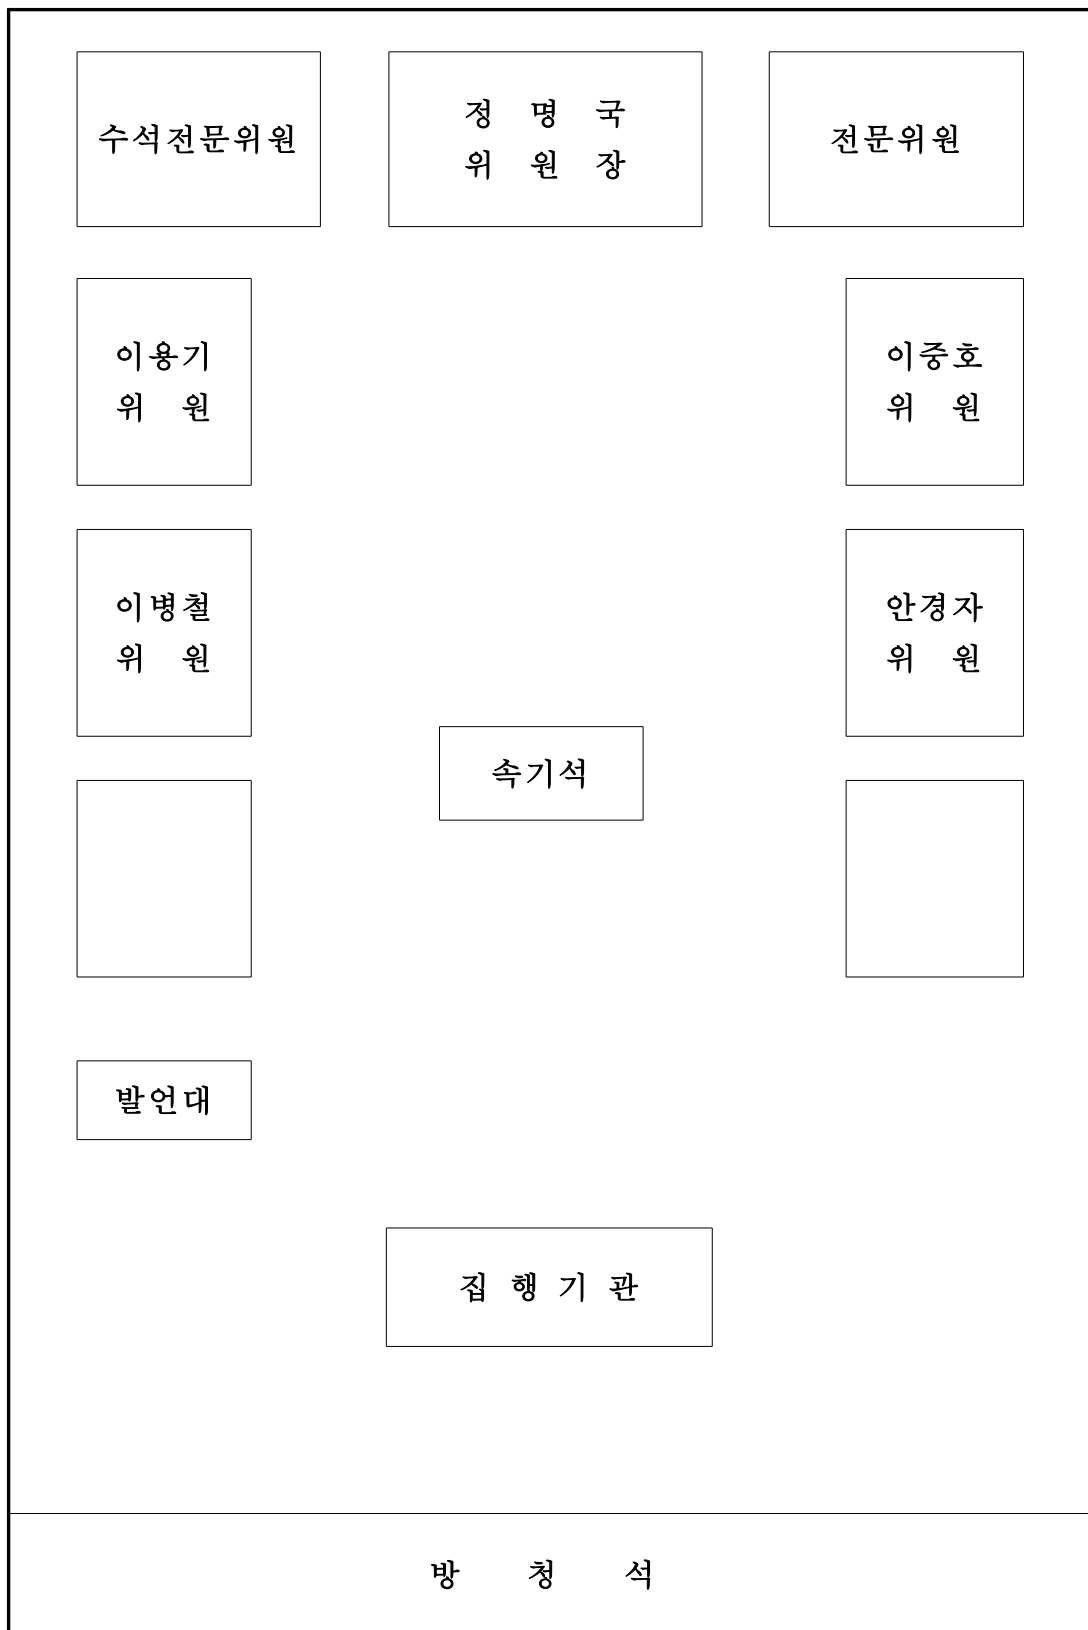 수석전문위원
정 명 국
위 원 장
전문위원
이용기
위 원
이중호
위 원
이병철
위 원
안경자
위 원
속기석
발언대
집 행 기 관
방 청 석